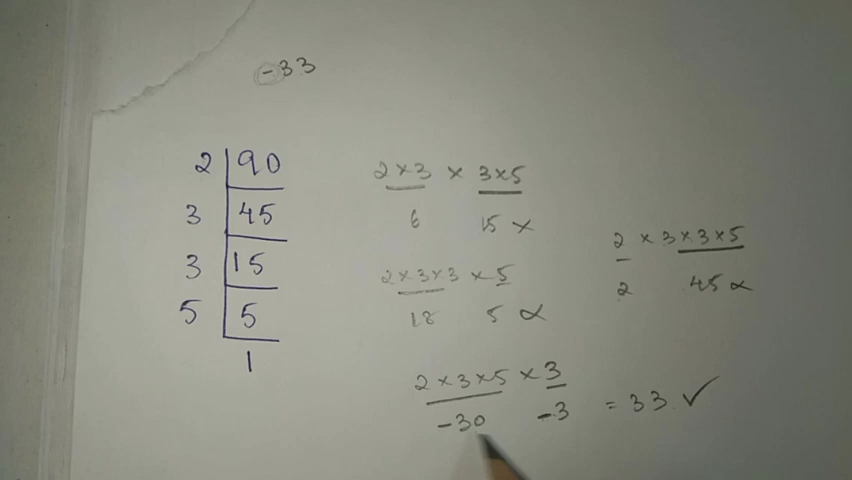 -33
2 | 90
3 | 45
3 | 15
5 | 5
1
2 × 3 × 3×5
6 15 ×
2×3×3 × 5
18 5 ×
2 × 3 × 3 × 5
2 45 ×
2 × 3 × 5 × 3
-30 -3 = 33 ✓